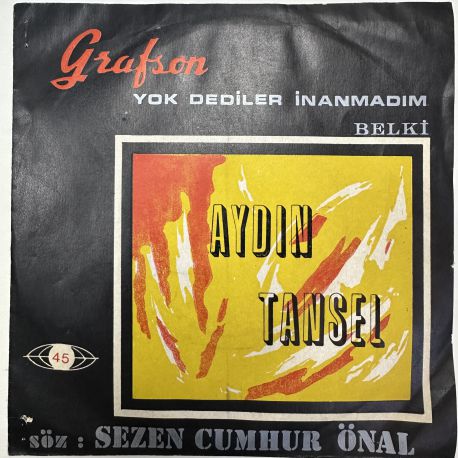 Grafson
YOK DEDİLER İNANMADIM
BELKİ
AYDIN
TANSEL
45
söz : SEZEN CUMHUR ÖNAL